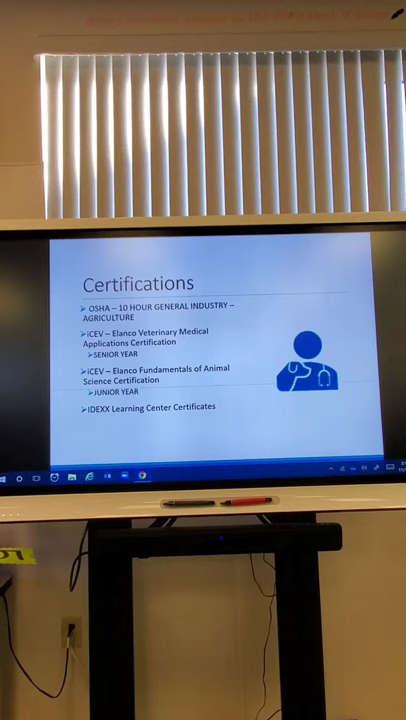 Certifications
OSHA – 10 HOUR GENERAL INDUSTRY –
AGRICULTURE
iCEV – Elanco Veterinary Medical
Applications Certification
SENIOR YEAR
iCEV – Elanco Fundamentals of Animal
Science Certification
JUNIOR YEAR
IDEXX Learning Center Certificates